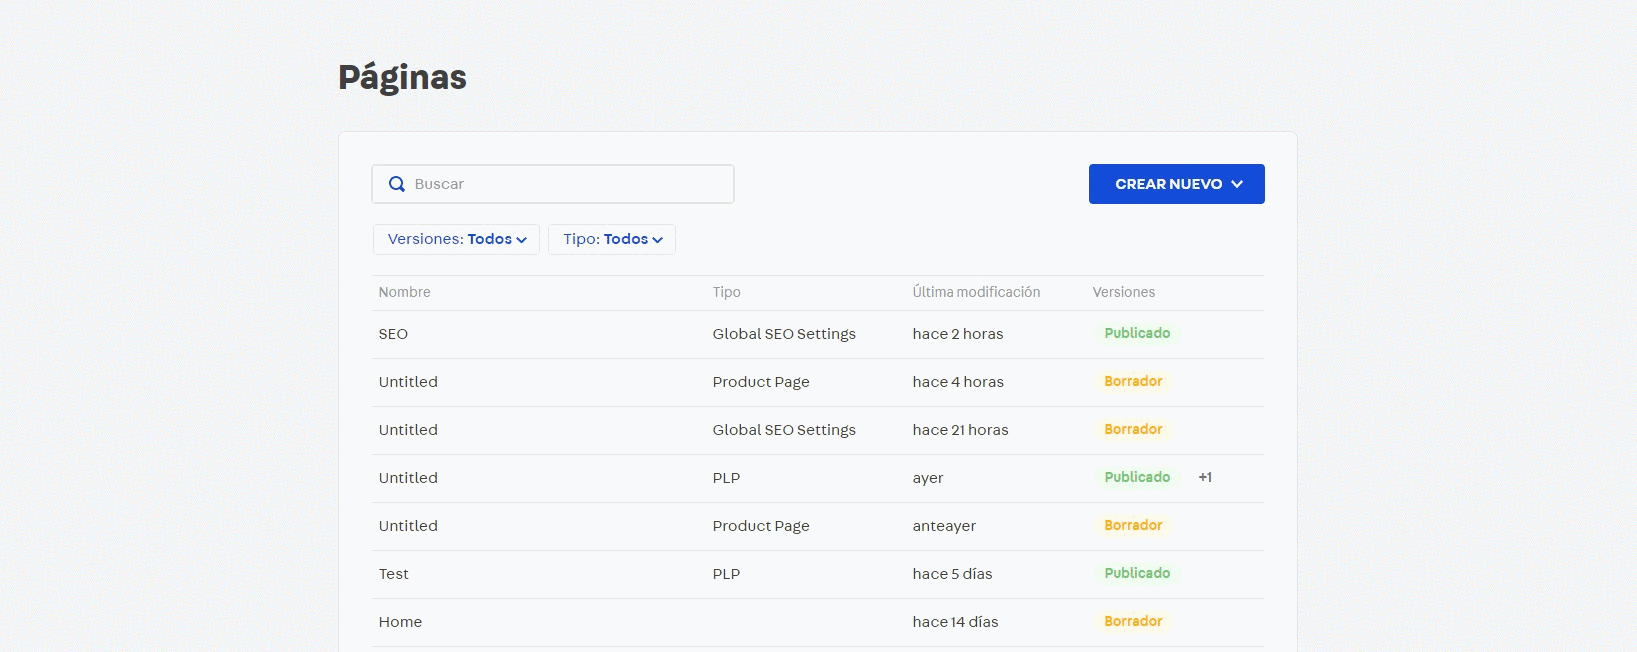 Páginas
Buscar
CREAR NUEVO
Versiones: Todos Tipo: Todos
Nombre Tipo Última modificación Versiones
SEO Global SEO Settings hace 2 horas Publicado
Untitled Product Page hace 4 horas Borrador
Untitled Global SEO Settings hace 21 horas Borrador
Untitled PLP ayer Publicado +1
Untitled Product Page anteayer Borrador
Test PLP hace 5 días Publicado
Home hace 14 días Borrador